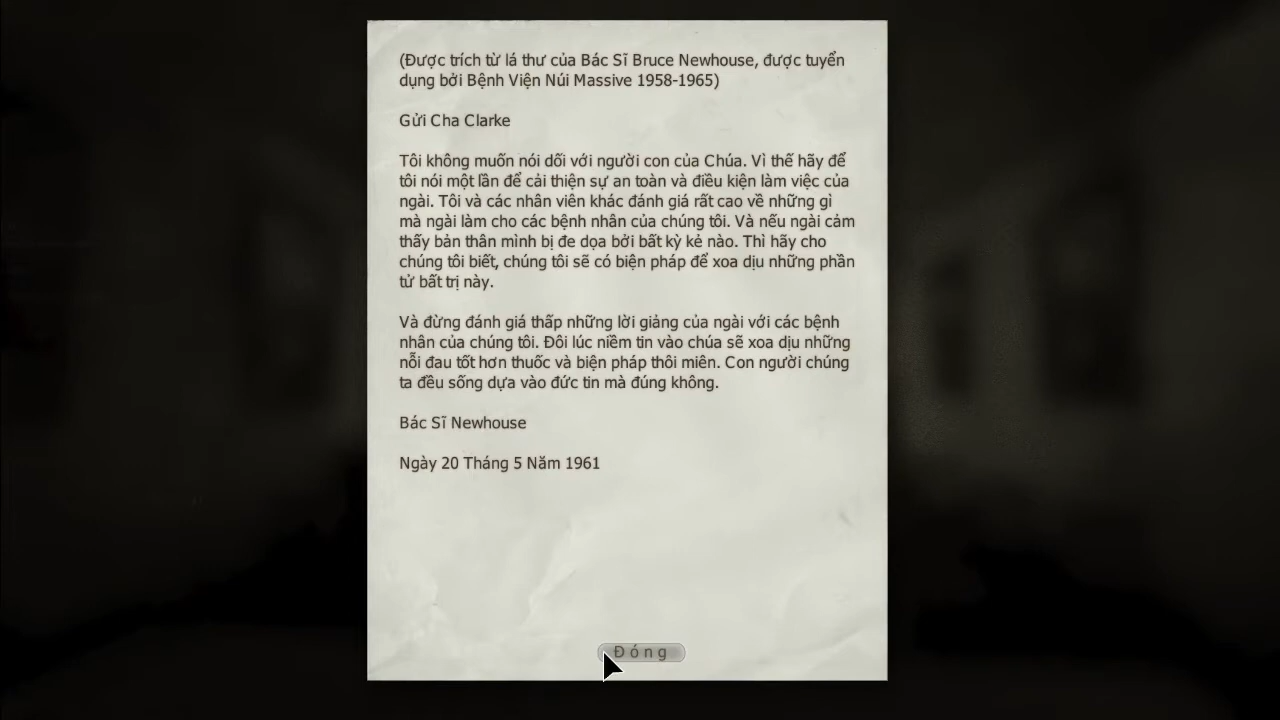 (Được trích từ lá thư của Bác Sĩ Bruce Newhouse, được tuyển
dụng bởi Bệnh Viện Núi Massive 1958-1965)
Gửi Cha Clarke
Tôi không muốn nói dối với người con của Chúa. Vì thế hãy để
tôi nói một lần để cải thiện sự an toàn và điều kiện làm việc của
ngài. Tôi và các nhân viên khác đánh giá rất cao về những gì
mà ngài làm cho các bệnh nhân của chúng tôi. Và nếu ngài cảm
thấy bản thân mình bị đe dọa bởi bất kỳ kẻ nào. Thì hãy cho
chúng tôi biết, chúng tôi sẽ có biện pháp để xoa dịu những phần
tử bất trị này.
Và đừng đánh giá thấp những lời giảng của ngài với các bệnh
nhân của chúng tôi. Đôi lúc niềm tin vào chúa sẽ xoa dịu những
nỗi đau tốt hơn thuốc và biện pháp thôi miên. Con người chúng
ta đều sống dựa vào đức tin mà đúng không.
Bác Sĩ Newhouse
Ngày 20 Tháng 5 Năm 1961
Đóng